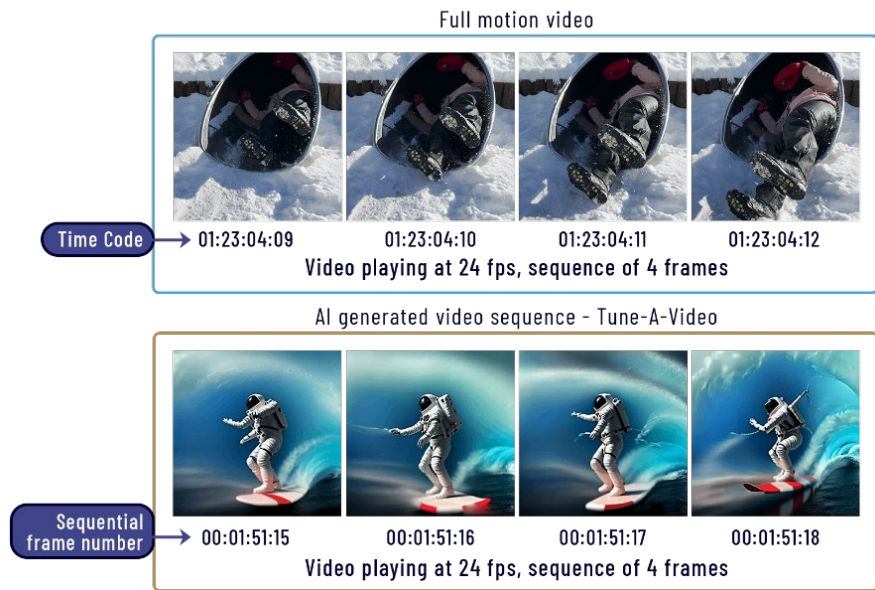 Full motion video
Time Code
01:23:04:09 01:23:04:10 01:23:04:11 01:23:04:12
Video playing at 24 fps, sequence of 4 frames
AI generated video sequence - Tune-A-Video
Sequential
frame number
00:01:51:15 00:01:51:16 00:01:51:17 00:01:51:18
Video playing at 24 fps, sequence of 4 frames